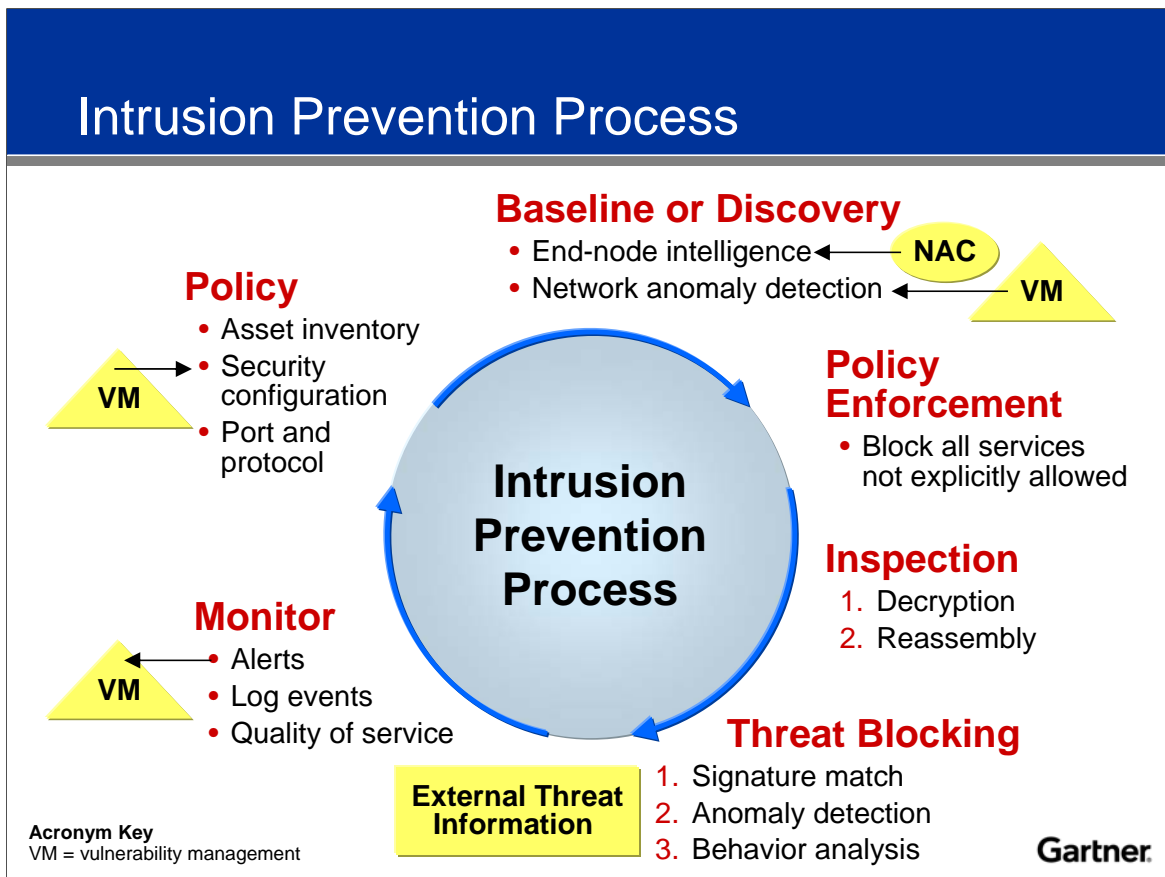 Intrusion Prevention Process
Baseline or Discovery
• End-node intelligence
NAC
• Network anomaly detection
VM
Policy
• Asset inventory
• Security
configuration
• Port and
protocol
VM
Policy
Enforcement
• Block all services
not explicitly allowed
Intrusion
Prevention
Process
Inspection
1. Decryption
2. Reassembly
Monitor
• Alerts
• Log events
• Quality of service
VM
Threat Blocking
1. Signature match
2. Anomaly detection
3. Behavior analysis
External Threat
Information
Acronym Key
VM = vulnerability management
Gartner.